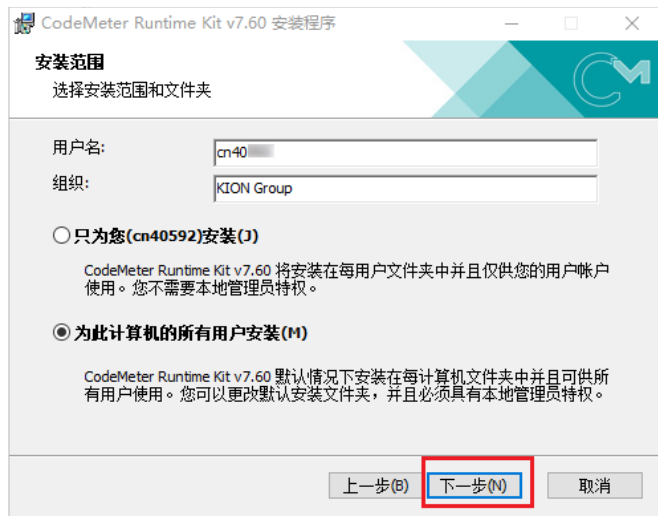 CodeMeter Runtime Kit v7.60 安装程序
安装范围
选择安装范围和文件夹
CM
用户名:
cn40
组织:
KION Group
只为您(cn40592)安装(J)
CodeMeter Runtime Kit v7.60 将安装在每用户文件夹中并且仅供您的用户帐户
使用。您不需要本地管理员特权。
为此计算机的所有用户安装(M)
CodeMeter Runtime Kit v7.60 默认情况下安装在每计算机文件夹中并且可供所
有用户使用。您可以更改默认安装文件夹，并且必须具有本地管理员特权。
上一步(B)
下一步(N)
取消